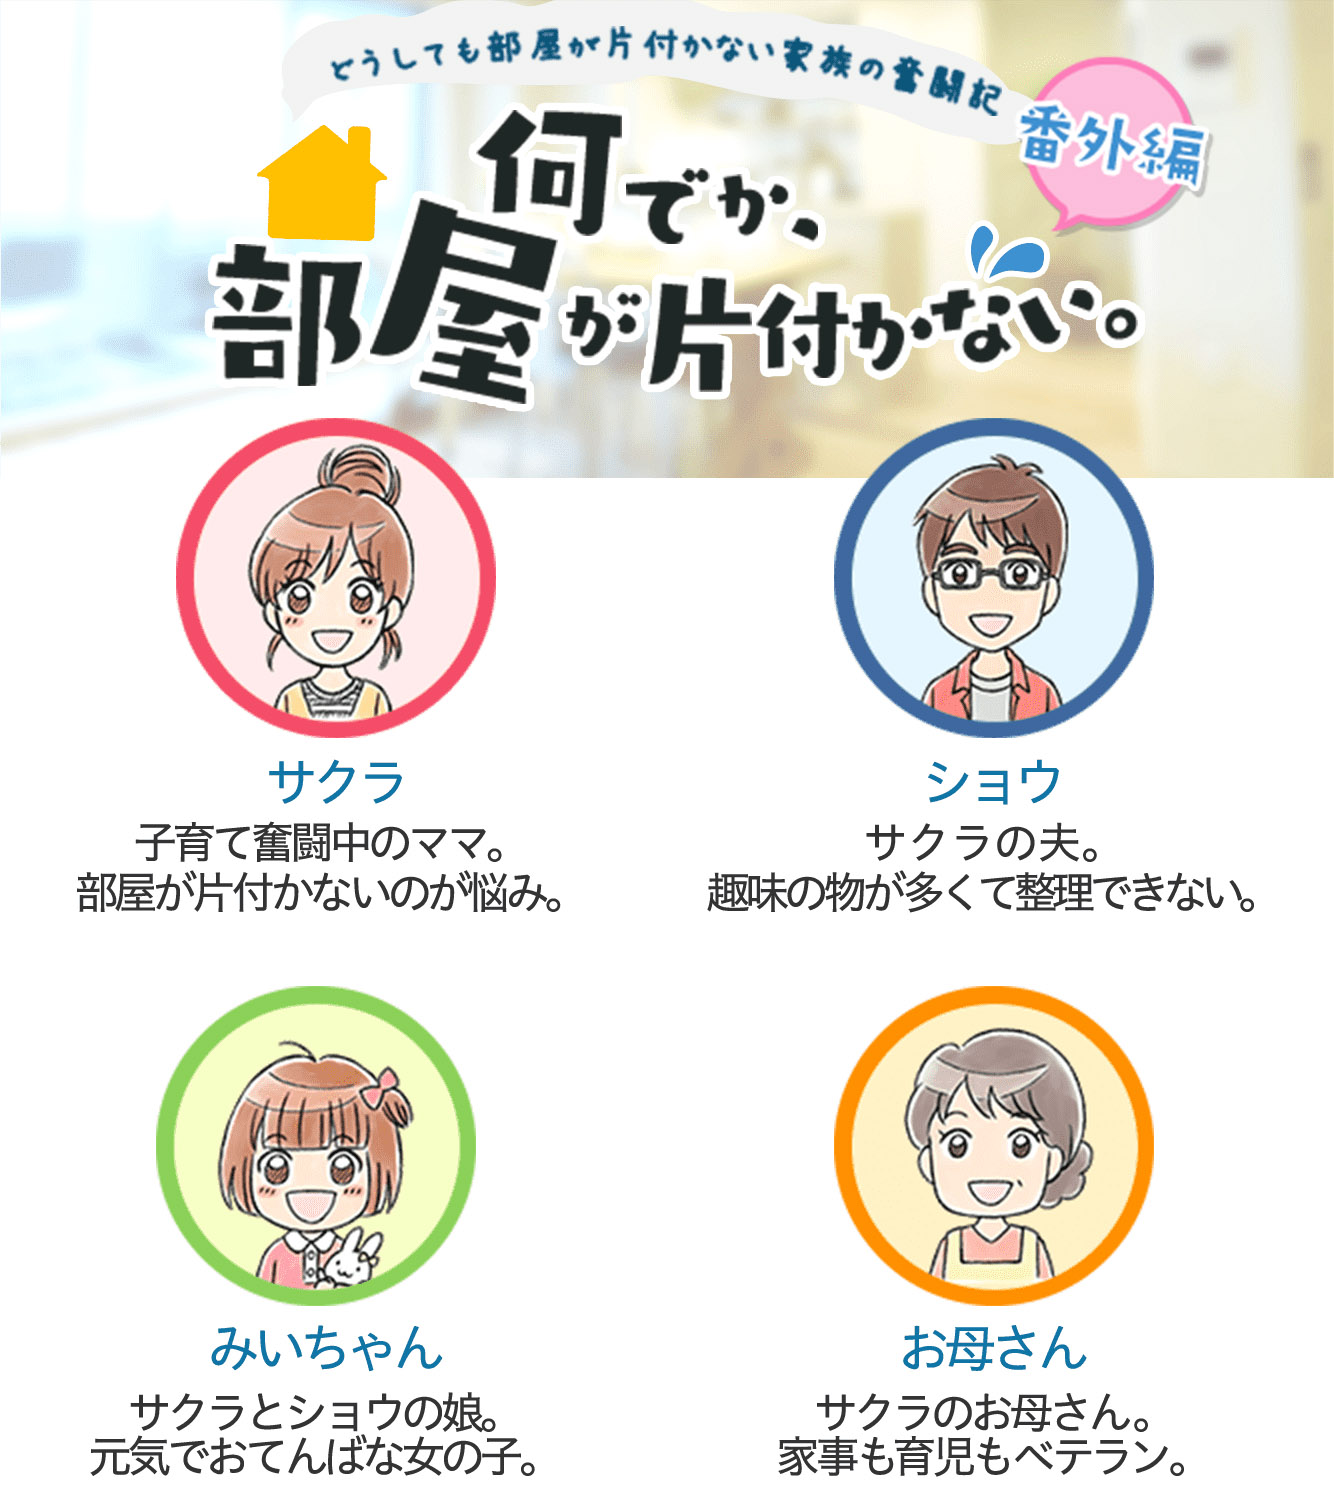 どうしても部屋が片付かない家族の奮闘記
番外編
何でか、
部屋が片付かない。
サクラ
子育て奮闘中のママ。
部屋が片付かないのが悩み。
ショウ
サクラの夫。
趣味の物が多くて整理できない。
みいちゃん
サクラとショウの娘。
元気でおてんばな女の子。
お母さん
サクラのお母さん。
家事も育児もベテラン。